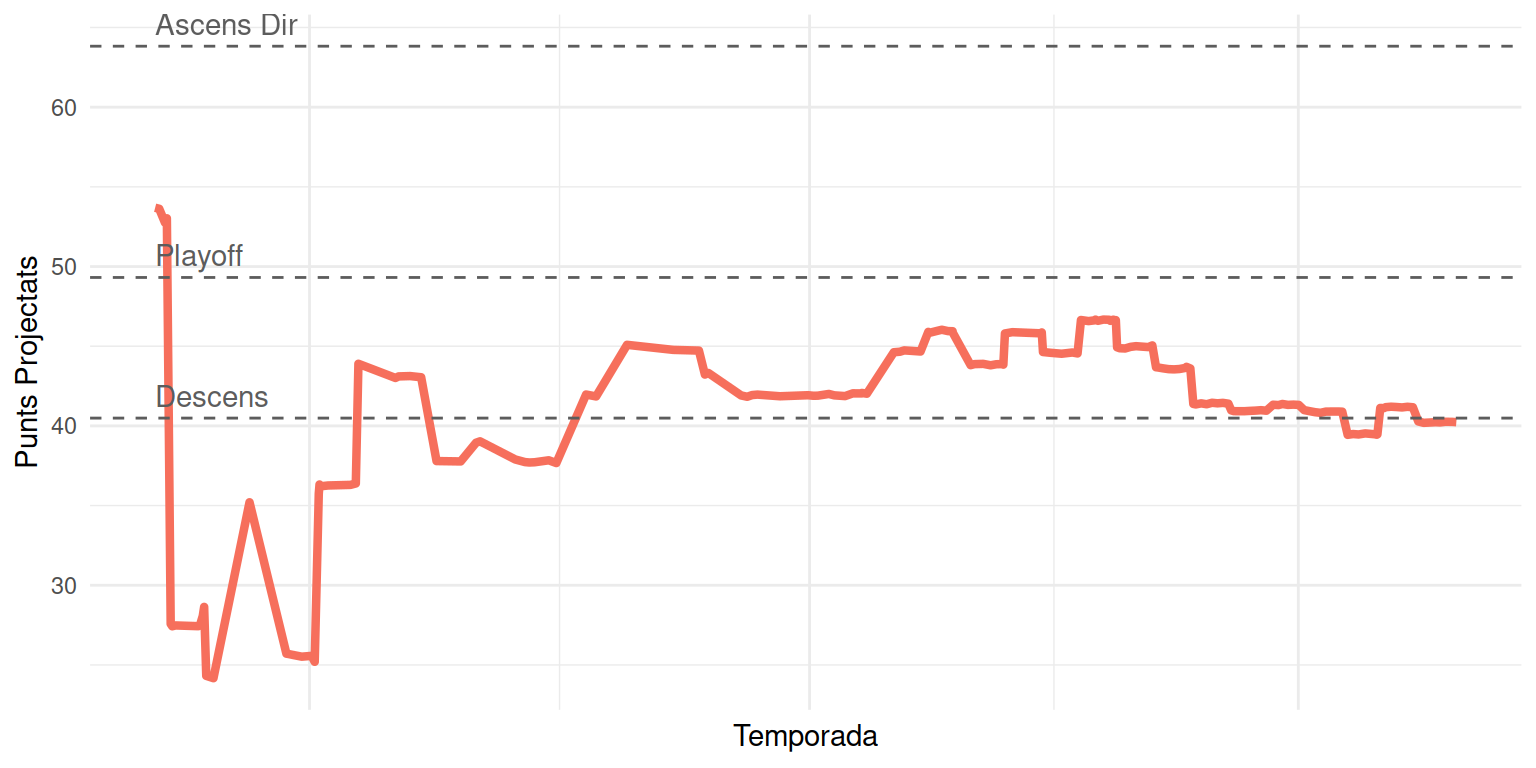 Ascens Dir
60
Playoff
50
Descens
40
30
Punts Projectats
Temporada